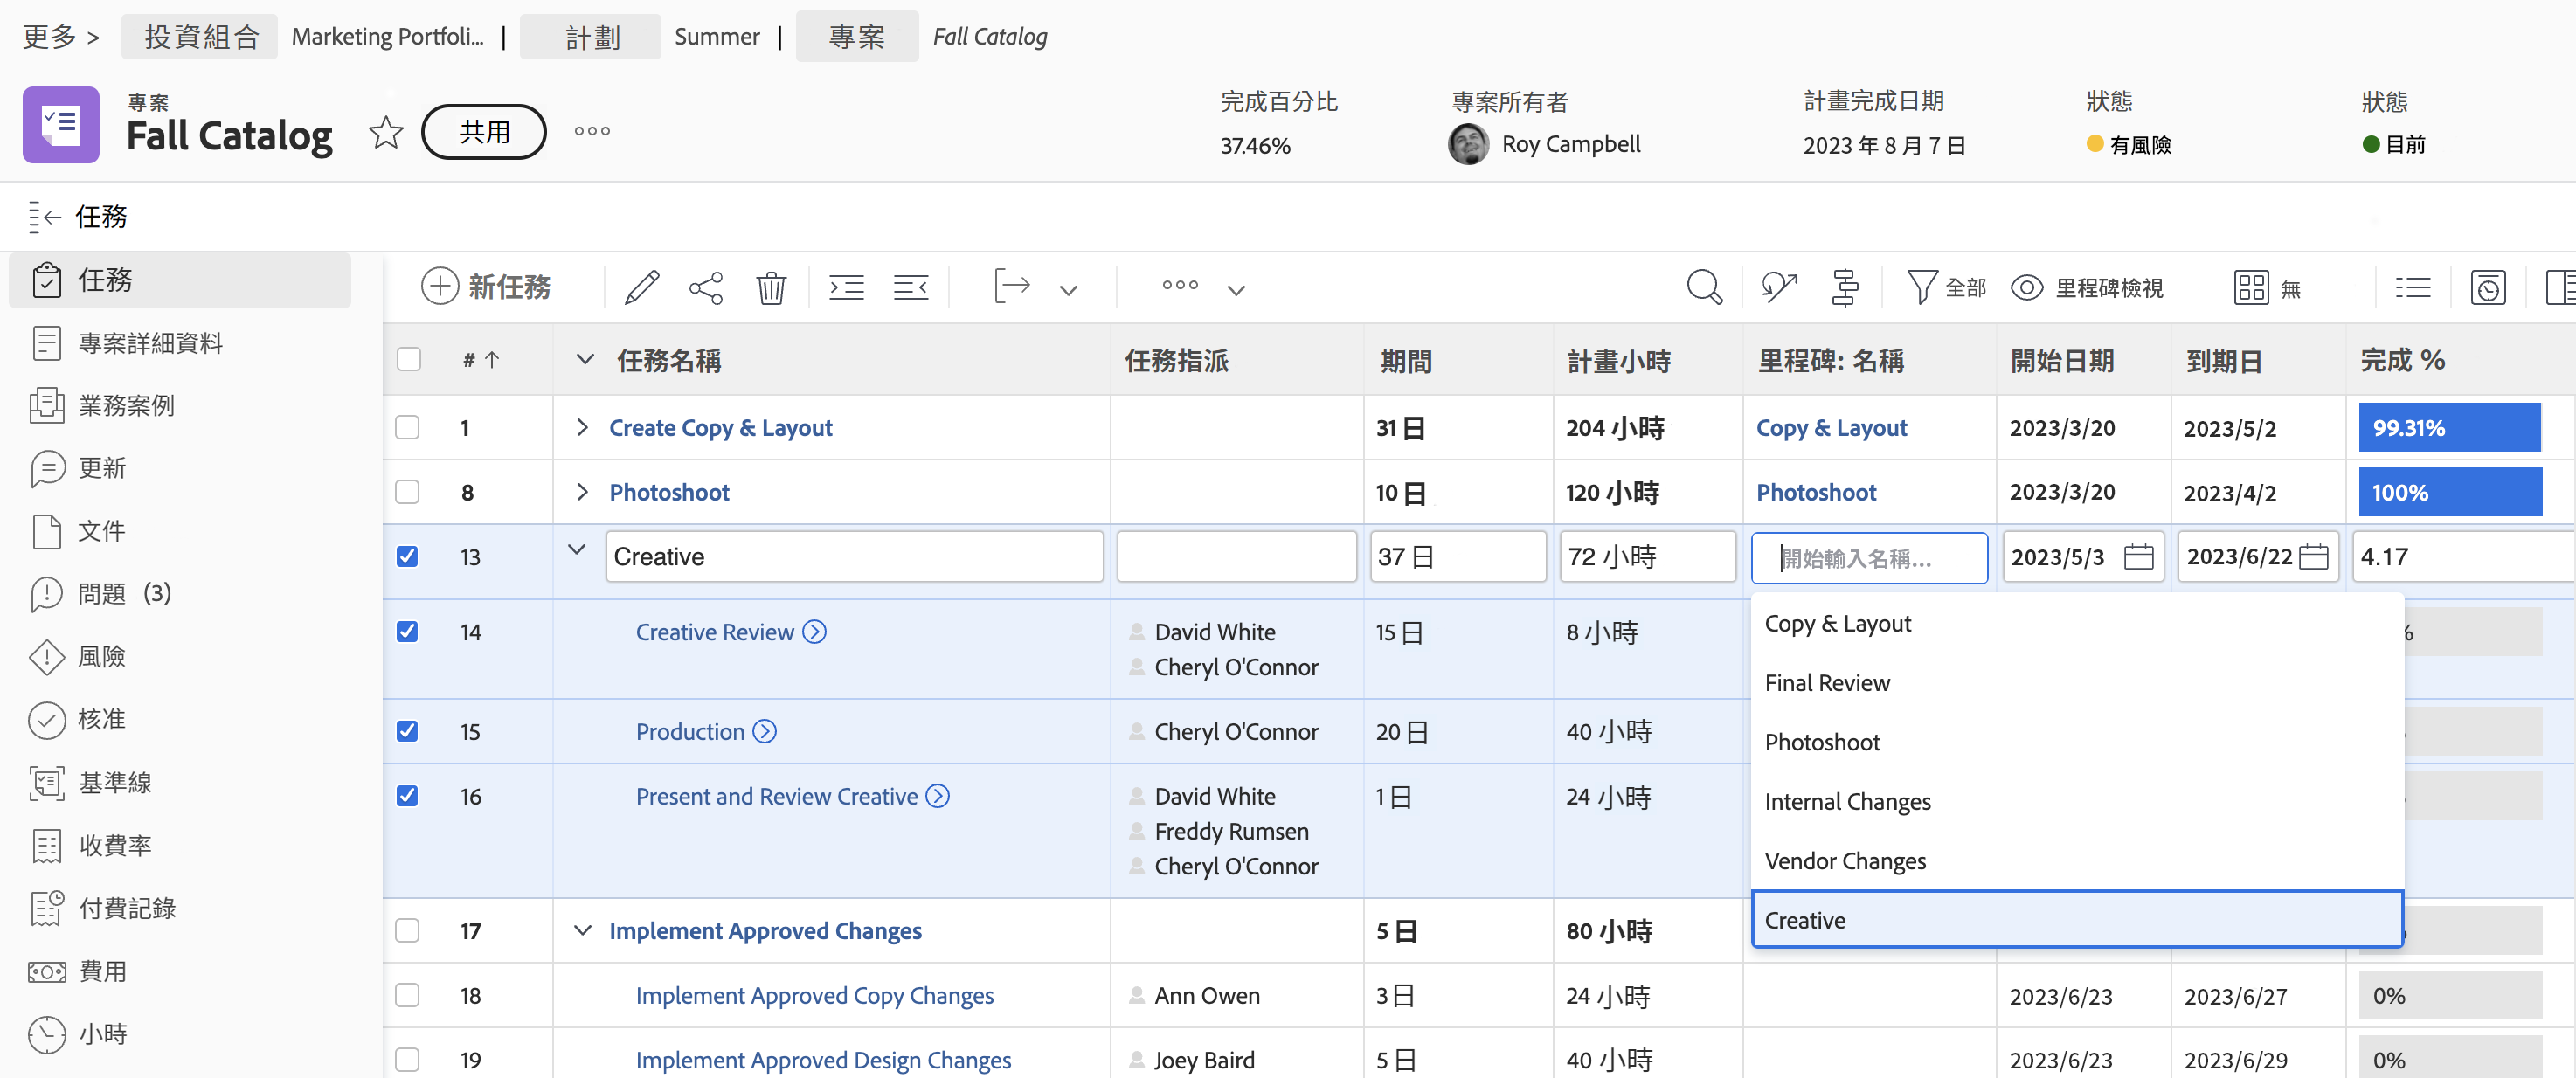 更多 > 投資組合 Marketing Portfoli... | 計劃 Summer | 專案 Fall Catalog
專案
Fall Catalog 共用
完成百分比 專案所有者 計畫完成日期 狀態 狀態
37.46% Roy Campbell 2023 年 8 月 7 日 有風險 目前
任務
任務
專案詳細資料
業務案例
更新
文件
問題 (3)
風險
核准
基準線
收費率
付費記錄
費用
小時
新任務 全部 里程碑檢視 無
# 任務名稱 任務指派 期間 計畫小時 里程碑: 名稱 開始日期 到期日 完成 %
1 Create Copy & Layout 31 日 204 小時 Copy & Layout 2023/3/20 2023/5/2 99.31%
8 Photoshoot 10 日 120 小時 Photoshoot 2023/3/20 2023/4/2 100%
13 Creative 37 日 72 小時 開始輸入名稱... 2023/5/3 2023/6/22 4.17
14 Creative Review David White 15 日 8 小時 %
Cheryl O'Connor
15 Production Cheryl O'Connor 20 日 40 小時
16 Present and Review Creative David White 1 日 24 小時
Freddy Rumsen
Cheryl O'Connor
Copy & Layout
Final Review
Photoshoot
Internal Changes
Vendor Changes
Creative
17 Implement Approved Changes 5 日 80 小時
18 Implement Approved Copy Changes Ann Owen 3 日 24 小時 2023/6/23 2023/6/27 0%
19 Implement Approved Design Changes Joey Baird 5 日 40 小時 2023/6/23 2023/6/29 0%